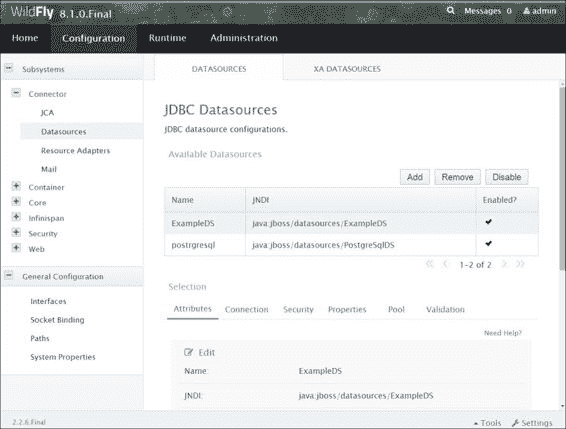 WildFly 8.1.0.Final
Messages 0 admin
Home Configuration Runtime Administration
Subsystems
Connector
JCA
Datasources
Resource Adapters
Mail
Container
Core
Infinispan
Security
Web
General Configuration
Interfaces
Socket Binding
Paths
System Properties
DATASOURCES XA DATASOURCES
JDBC Datasources
JDBC datasource configurations.
Available Datasources
Add Remove Disable
Name JNDI Enabled?
ExampleDS java:jboss/datasources/ExampleDS
postrgresql java:jboss/datasources/PostgreSqlDS
1-2 of 2
Selection
Attributes Connection Security Properties Pool Validation
Need Help?
Edit
Name: ExampleDS
JNDI: java:jboss/datasources/ExampleDS
2.2.6.Final Tools Settings